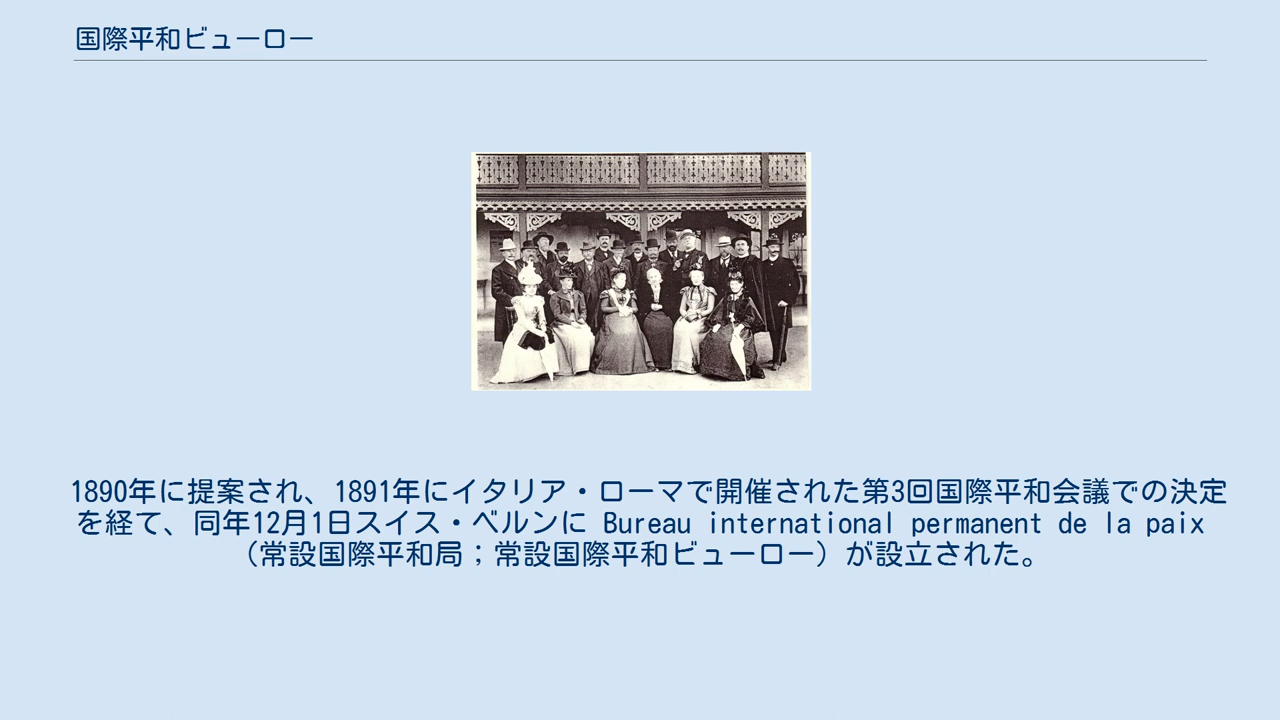 国際平和ビューロー
1890年に提案され、1891年にイタリア・ローマで開催された第3回国際平和会議での決定
を経て、同年12月1日スイス・ベルンに Bureau international permanent de la paix
（常設国際平和局；常設国際平和ビューロー）が設立された。